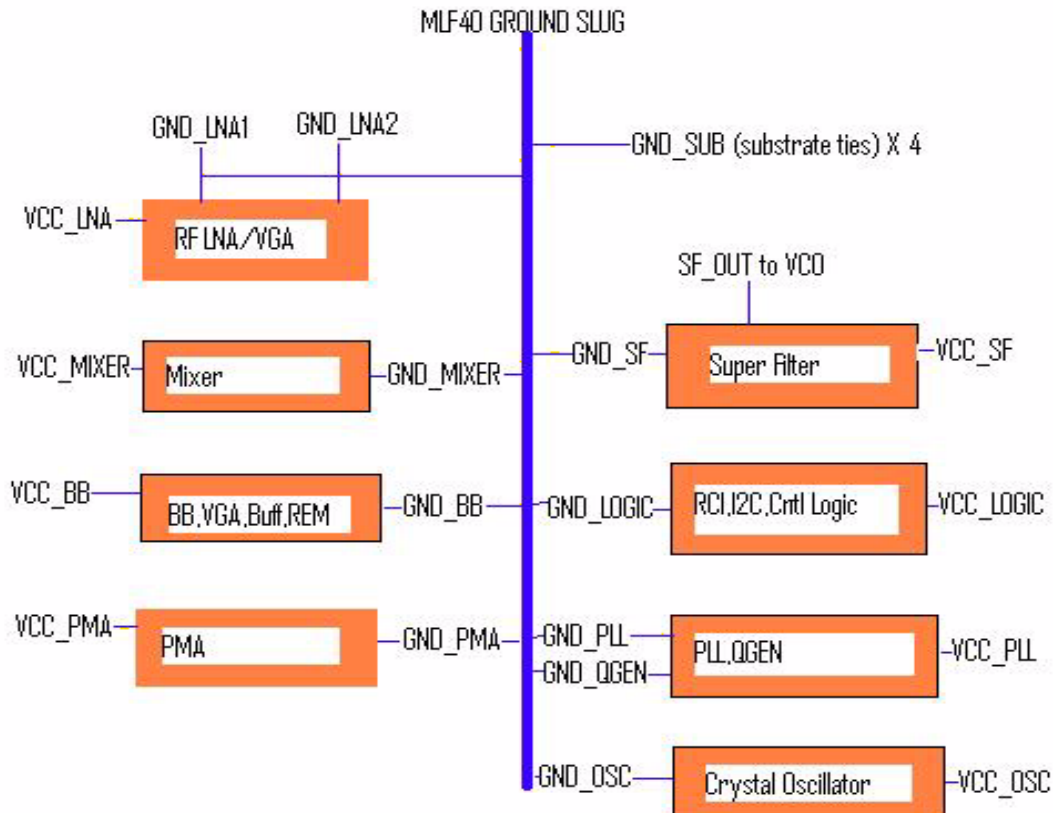 MLF40 GROUND SLUG
GND_LNA1
GND_LNA2
GND_SUB (substrate ties) X 4
VCC_LNA
RF LNA/VGA
SF_OUT to VCO
VCC_MIXER
Mixer
GND_MIXER
GND_SF
Super Filter
VCC_SF
VCC_BB
BB,VGA,Buff,REM
GND_BB
GND_LOGIC
RCI,I2C,Cntl Logic
VCC_LOGIC
VCC_PMA
PMA
GND_PMA
GND_PLL
GND_QGEN
PLL,QGEN
VCC_PLL
GND_OSC
Crystal Oscillator
VCC_OSC